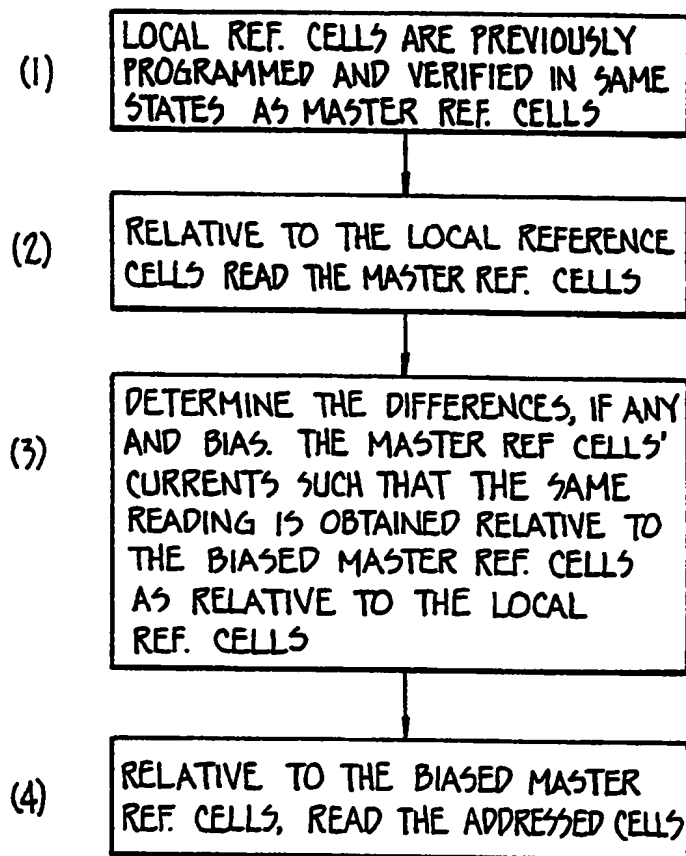 (1)
LOCAL REF. CELLS ARE PREVIOUSLY
PROGRAMMED AND VERIFIED IN SAME
STATES AS MASTER REF. CELLS
(2)
RELATIVE TO THE LOCAL REFERENCE
CELLS READ THE MASTER REF. CELLS
(3)
DETERMINE THE DIFFERENCES, IF ANY
AND BIAS. THE MASTER REF CELLS'
CURRENTS SUCH THAT THE SAME
READING IS OBTAINED RELATIVE TO
THE BIASED MASTER REF. CELLS
AS RELATIVE TO THE LOCAL
REF. CELLS
(4)
RELATIVE TO THE BIASED MASTER
REF. CELLS, READ THE ADDRESSED CELLS